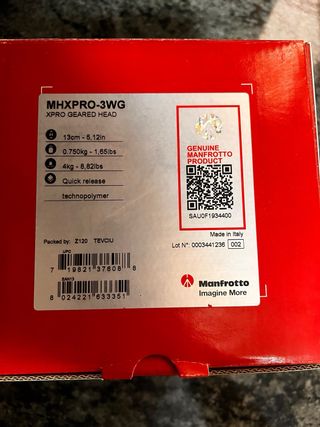 MHXPRO-3WG
XPRO GEARED HEAD
13cm - 5,12in
0.750kg - 1,65lbs
4kg - 8,82lbs
Quick release
technopolymer
GENUINE
MANFROTTO
PRODUCT
SAU0F1934400
Made in Italy
Packed by: Z120 TEVCIU
Lot N°: 0003441236 002
UPC
7 19821 37608 8
EAN13
8 024221 633351
Manfrotto
Imagine More